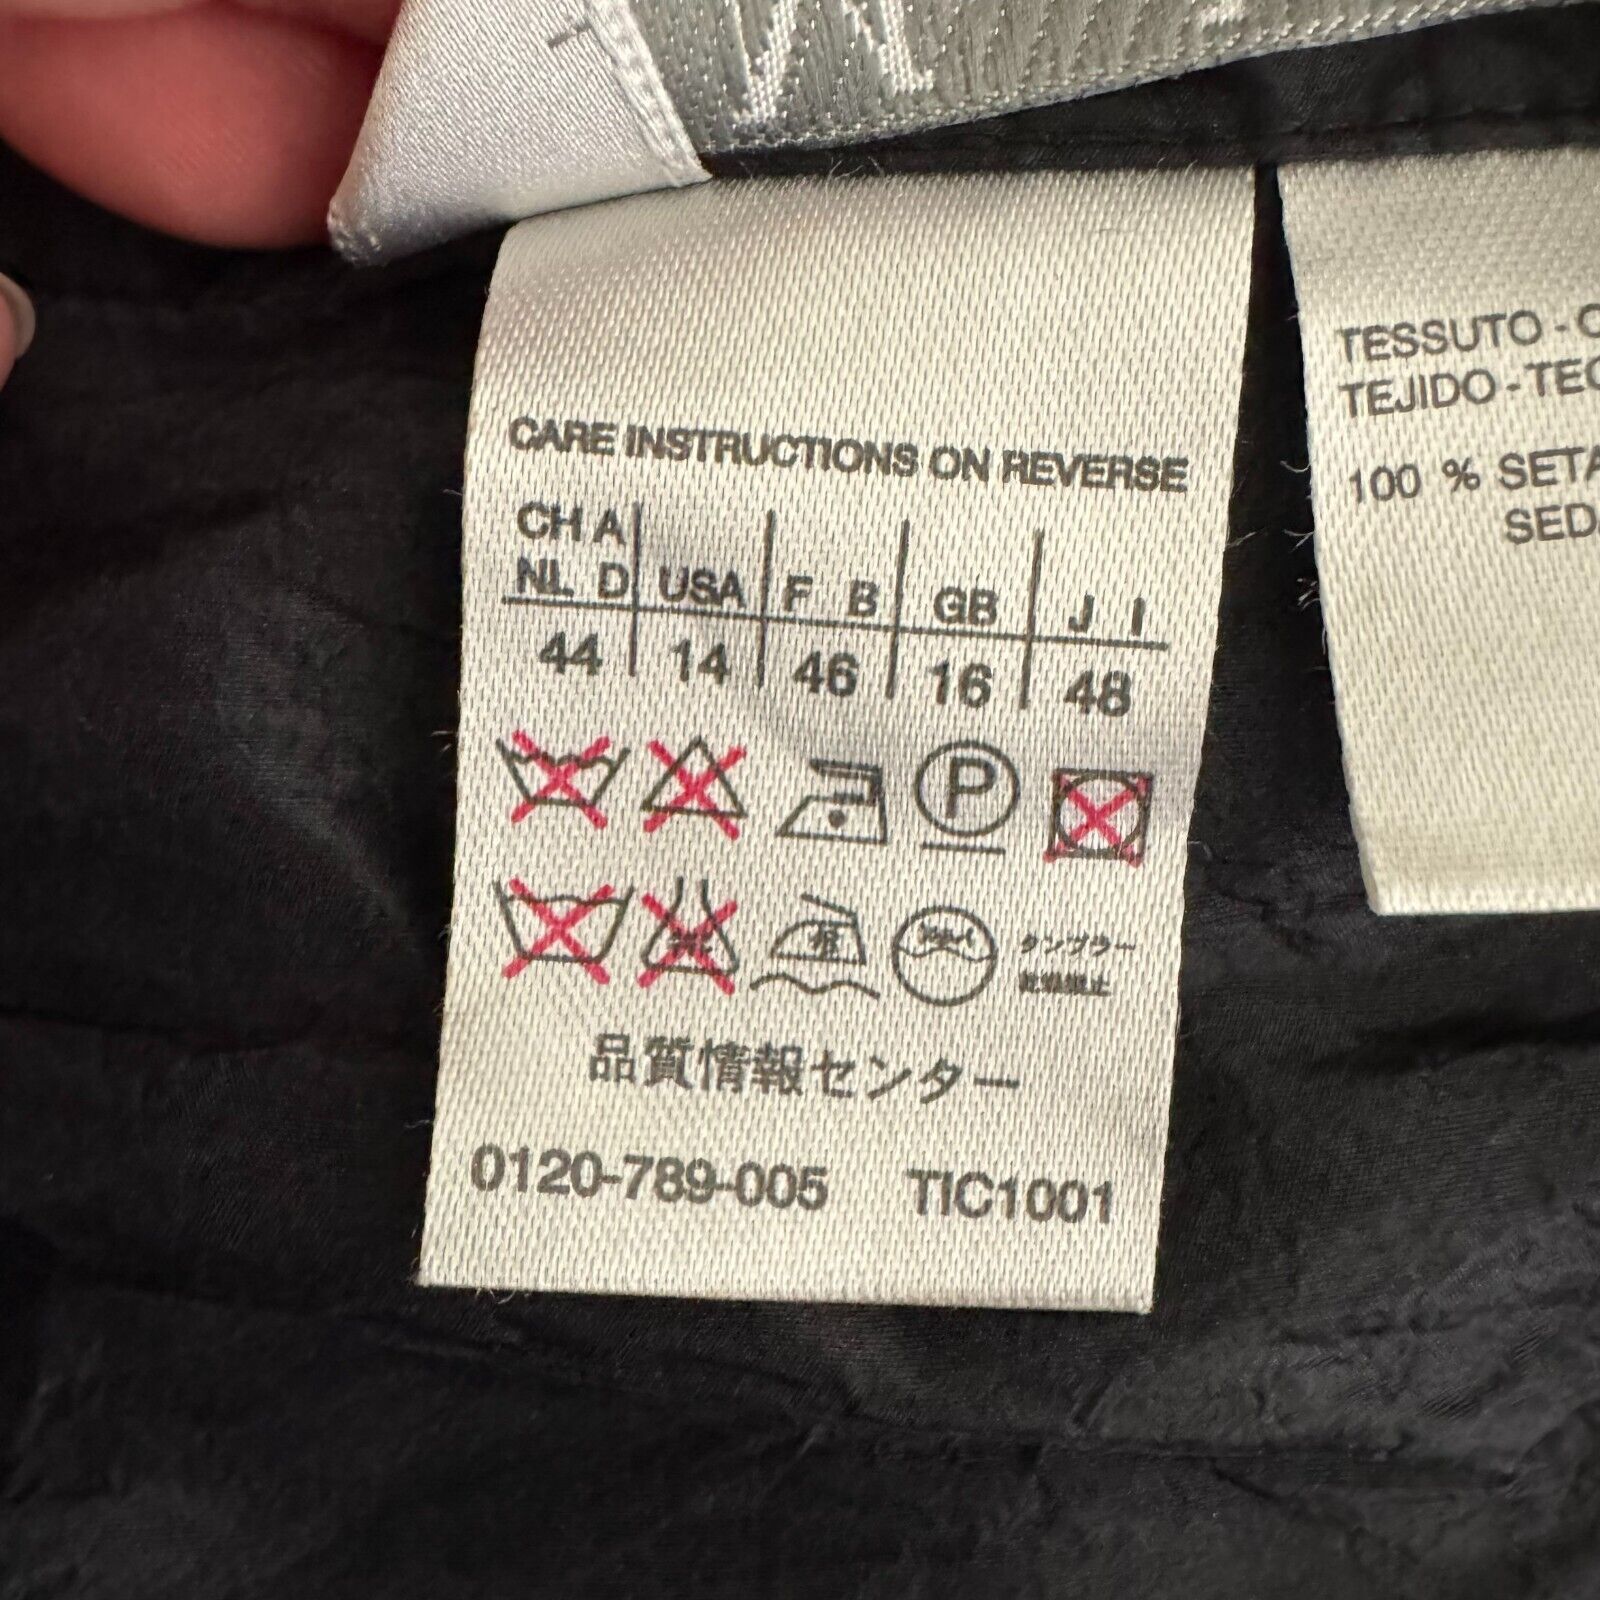 CARE INSTRUCTIONS ON REVERSE
CH A
NL D USA F B GB J I
44 14 46 16 48
P
低
タンブラー
乾燥禁止
品質情報センター
0120-789-005 TIC1001
TESSUTO -
TEJIDO -
100 % SETA